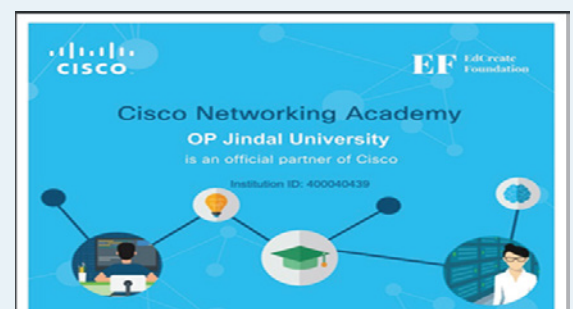 CISCO
EF EdCreate
Foundation
Cisco Networking Academy
OP Jindal University
is an official partner of Cisco
Institution ID: 400040439